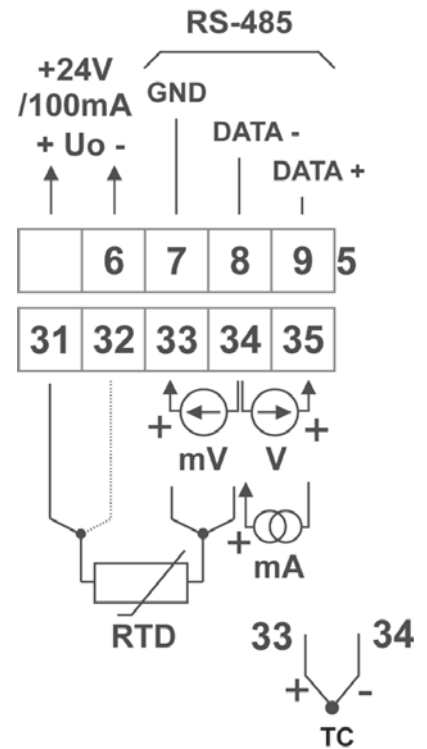 RS-485
+24V
/100mA
GND
+ Uo -
DATA -
DATA +
6 7 8 9 5
31 32 33 34 35
+ +
mV V
+
mA
RTD
33 34
+ -
TC